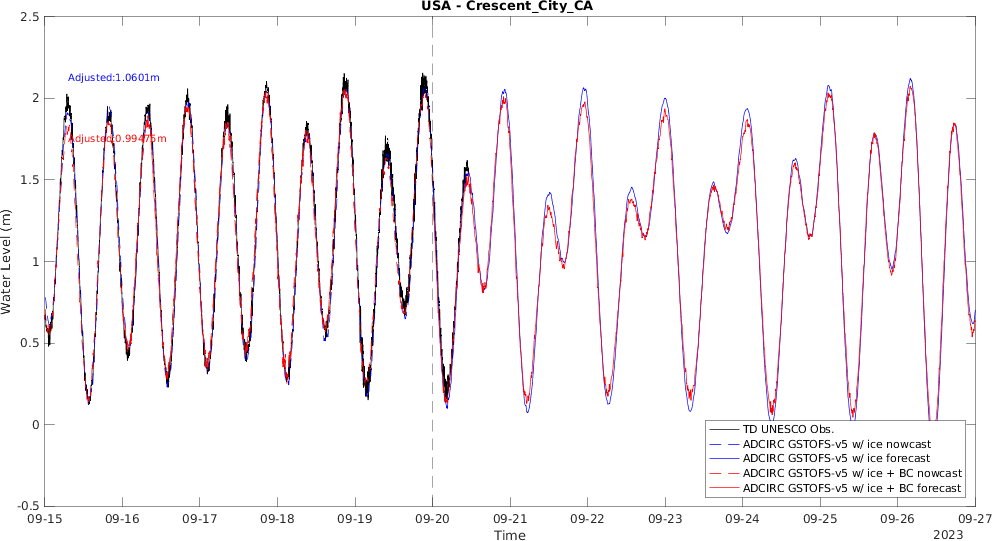 USA - Crescent_City_CA
2.5
2
1.5
1
0.5
0
-0.5
Water Level (m)
Adjusted:1.0601m
Adjusted:0.99475m
TD UNESCO Obs.
ADCIRC GSTOFS-v5 w/ ice nowcast
ADCIRC GSTOFS-v5 w/ ice forecast
ADCIRC GSTOFS-v5 w/ ice + BC nowcast
ADCIRC GSTOFS-v5 w/ ice + BC forecast
09-15 09-16 09-17 09-18 09-19 09-20 09-21 09-22 09-23 09-24 09-25 09-26 09-27
Time
2023